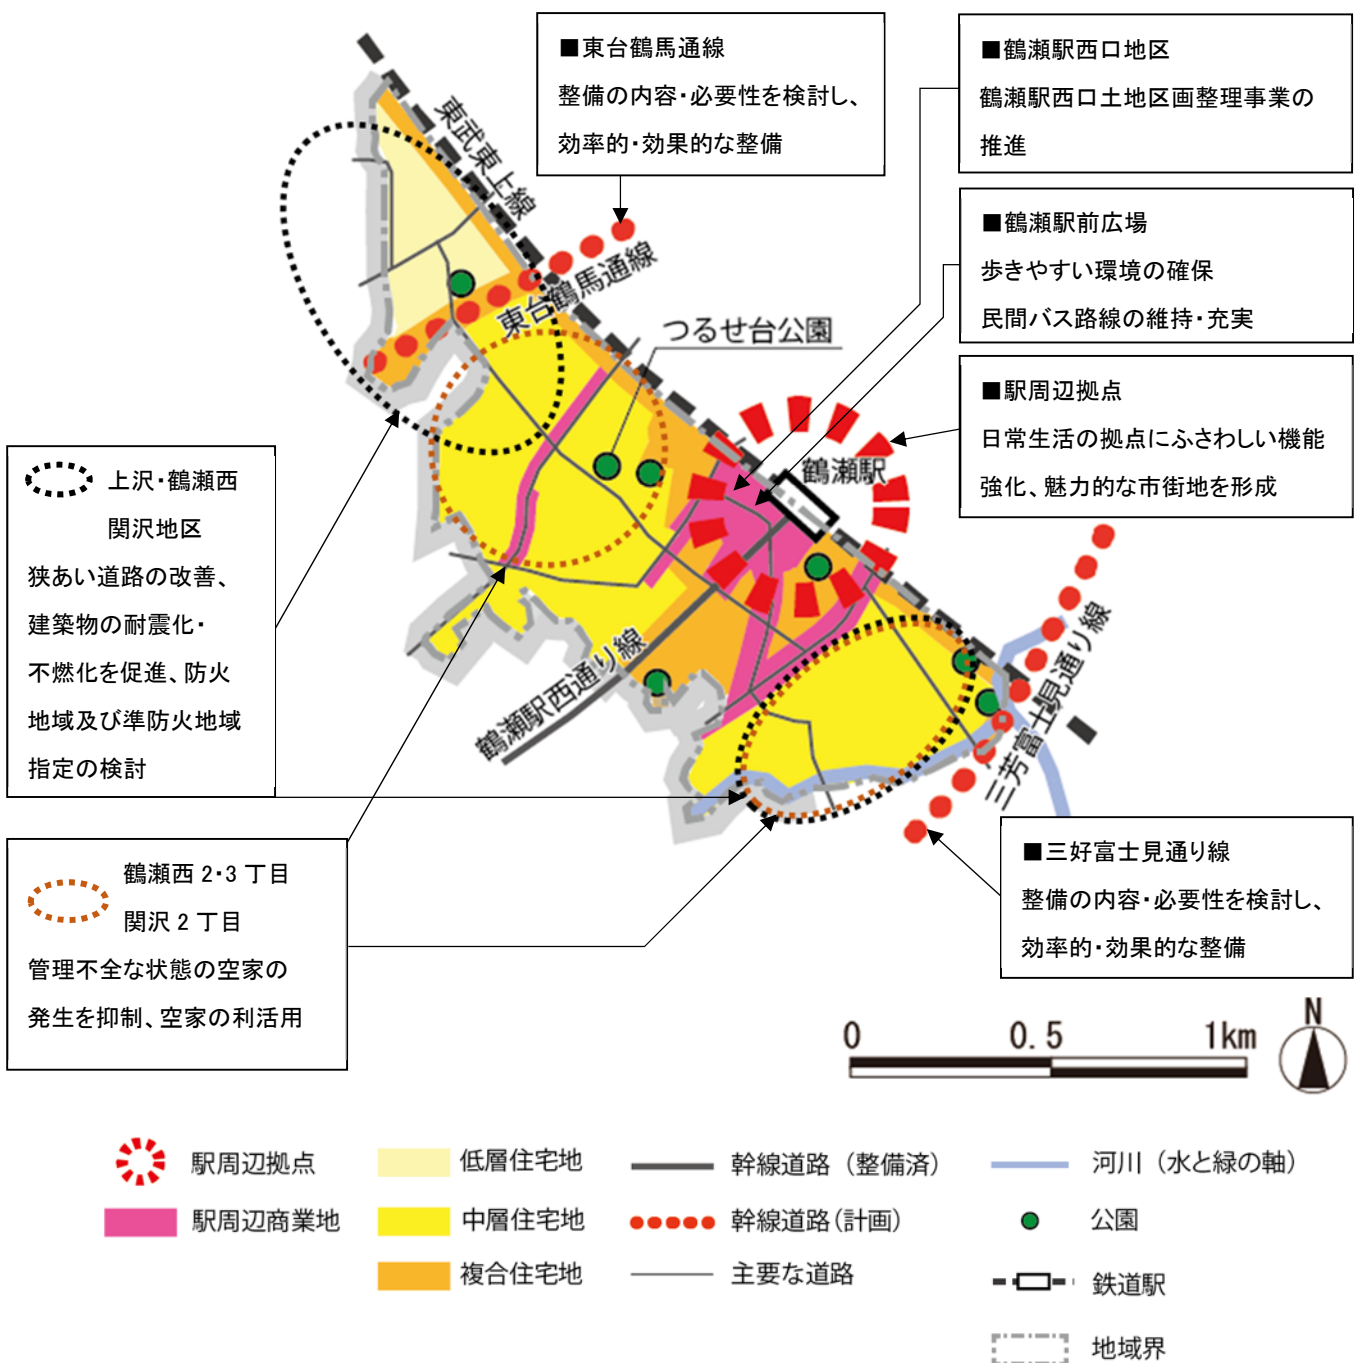 ■東台鶴馬通線
整備の内容・必要性を検討し、
効率的・効果的な整備
■鶴瀬駅西口地区
鶴瀬駅西口土地区画整理事業の
推進
■鶴瀬駅前広場
歩きやすい環境の確保
民間バス路線の維持・充実
■駅周辺拠点
日常生活の拠点にふさわしい機能
強化、魅力的な市街地を形成
東武東上線
東台鶴馬通線
つるせ台公園
鶴瀬駅
鶴瀬駅西通り線
三芳富士見通り線
上沢・鶴瀬西
関沢地区
狭あい道路の改善、
建築物の耐震化・
不燃化を促進、防火
地域及び準防火地域
指定の検討
鶴瀬西 2・3 丁目
関沢 2 丁目
管理不全な状態の空家の
発生を抑制、空家の利活用
■三好富士見通り線
整備の内容・必要性を検討し、
効率的・効果的な整備
0 0.5 1km
N
駅周辺拠点
低層住宅地
幹線道路（整備済）
河川（水と緑の軸）
駅周辺商業地
中層住宅地
幹線道路（計画）
公園
複合住宅地
主要な道路
鉄道駅
地域界